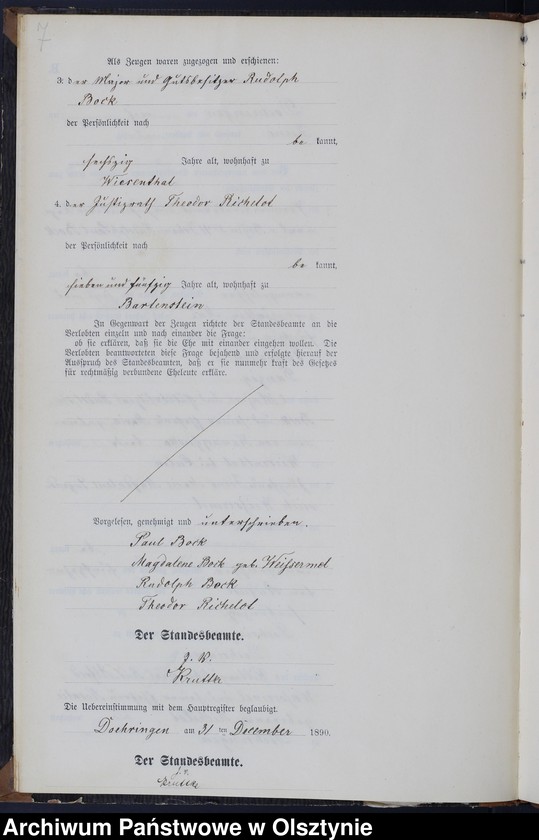 7
Als Zeugen waren zugezogen und erschienen:
3. der Major und Gutsbesitzer Rudolph
Bock
der Persönlichkeit nach
be kannt,
sechszig Jahre alt, wohnhaft zu
Wiesenthal
4. der Justizrath Theodor Richelot
der Persönlichkeit nach
be kannt,
sieben und fünfzig Jahre alt, wohnhaft zu
Bartenstein
In Gegenwart der Zeugen richtete der Standesbeamte an die
Verlobten einzeln und nach einander die Frage:
ob sie erklären, daß sie die Ehe mit einander eingehen wollen. Die
Verlobten beantworteten diese Frage bejahend und erfolgte hierauf der
Ausspruch des Standesbeamten, daß er sie nunmehr kraft des Gesetzes
für rechtmäßig verbundene Eheleute erkläre.
Vorgelesen, genehmigt und unterschrieben.
Paul Bock
Magdalene Bock geb. Weißermel
Rudolph Bock
Theodor Richelot
Der Standesbeamte.
J. V.
Die Uebereinstimmung mit dem Hauptregister beglaubigt.
Doehringen am 31 ten December 1890.
Der Standesbeamte.
Archiwum Państwowe w Olsztynie